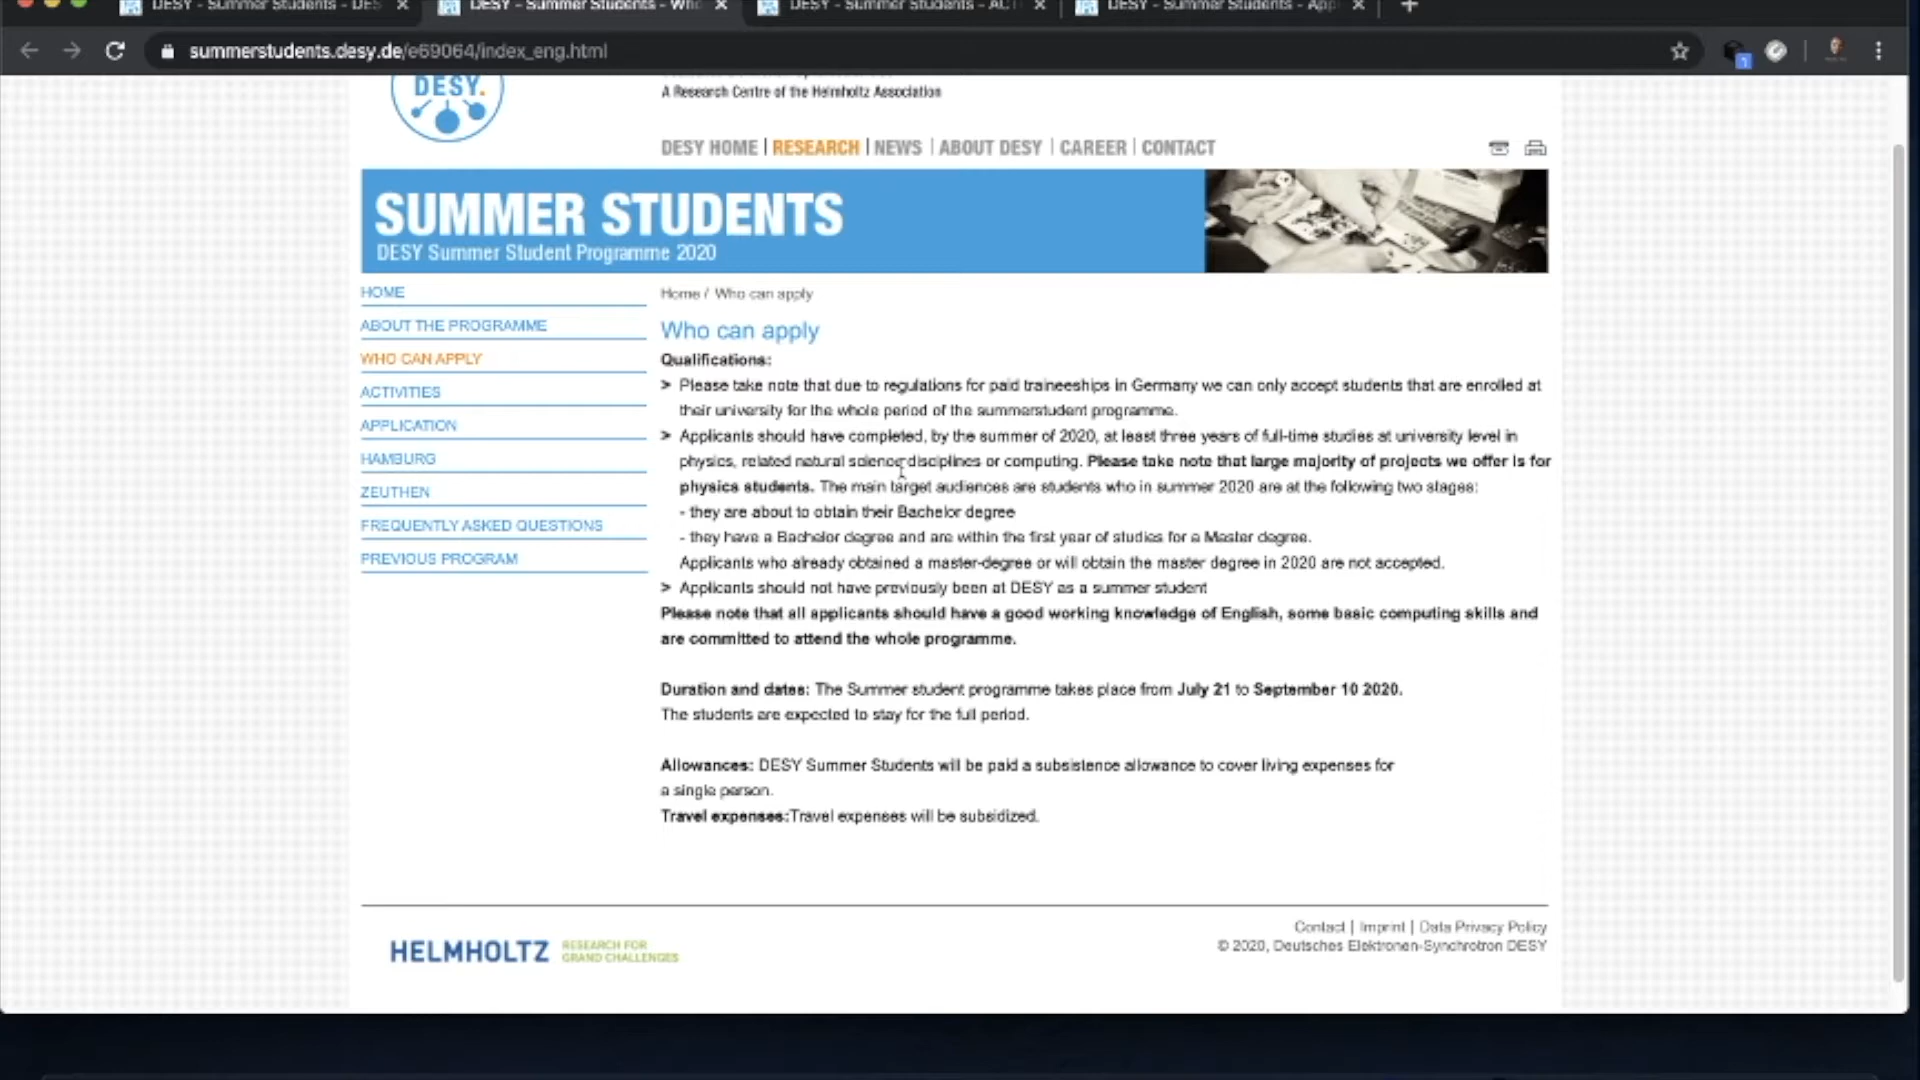 DESY - Summer Students - DES
DESY - Summer Students - Who
DESY - Summer Students - ACT
DESY - Summer Students - App
summerstudents.desy.de/e69064/index_eng.html
1
DESY.
A Research Centre of the Helmholtz Association
DESY HOME | RESEARCH | NEWS | ABOUT DESY | CAREER | CONTACT
SUMMER STUDENTS
DESY Summer Student Programme 2020
HOME
ABOUT THE PROGRAMME
WHO CAN APPLY
ACTIVITIES
APPLICATION
HAMBURG
ZEUTHEN
FREQUENTLY ASKED QUESTIONS
PREVIOUS PROGRAM
Home / Who can apply
Who can apply
Qualifications:
> Please take note that due to regulations for paid traineeships in Germany we can only accept students that are enrolled at
their university for the whole period of the summerstudent programme.
> Applicants should have completed, by the summer of 2020, at least three years of full-time studies at university level in
physics, related natural science disciplines or computing. Please take note that large majority of projects we offer is for
physics students. The main target audiences are students who in summer 2020 are at the following two stages:
- they are about to obtain their Bachelor degree
- they have a Bachelor degree and are within the first year of studies for a Master degree.
Applicants who already obtained a master-degree or will obtain the master degree in 2020 are not accepted.
> Applicants should not have previously been at DESY as a summer student
Please note that all applicants should have a good working knowledge of English, some basic computing skills and
are committed to attend the whole programme.
Duration and dates: The Summer student programme takes place from July 21 to September 10 2020.
The students are expected to stay for the full period.
Allowances: DESY Summer Students will be paid a subsistence allowance to cover living expenses for
a single person.
Travel expenses:Travel expenses will be subsidized.
Contact | Imprint | Data Privacy Policy
© 2020, Deutsches Elektronen-Synchrotron DESY
HELMHOLTZ
RESEARCH FOR
GRAND CHALLENGES